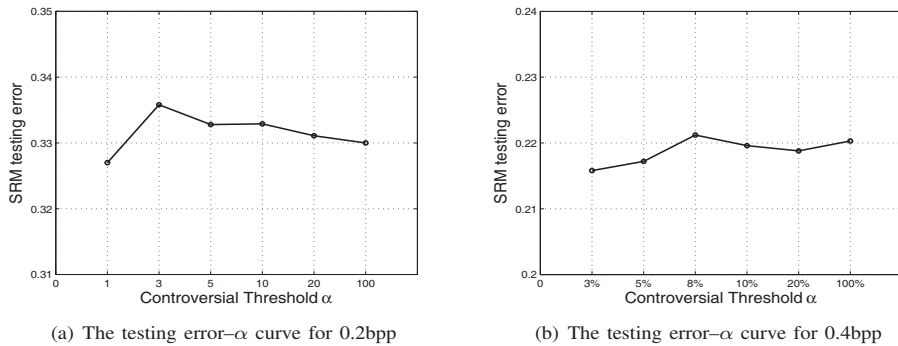 0.35
0.34
0.33
0.32
0.31
SRM testing error
0 1 3 5 10 20 100
Controversial Threshold α
(a) The testing error–α curve for 0.2bpp
0.24
0.23
0.22
0.21
0.2
SRM testing error
0 3% 5% 8% 10% 20% 100%
Controversial Threshold α
(b) The testing error–α curve for 0.4bpp